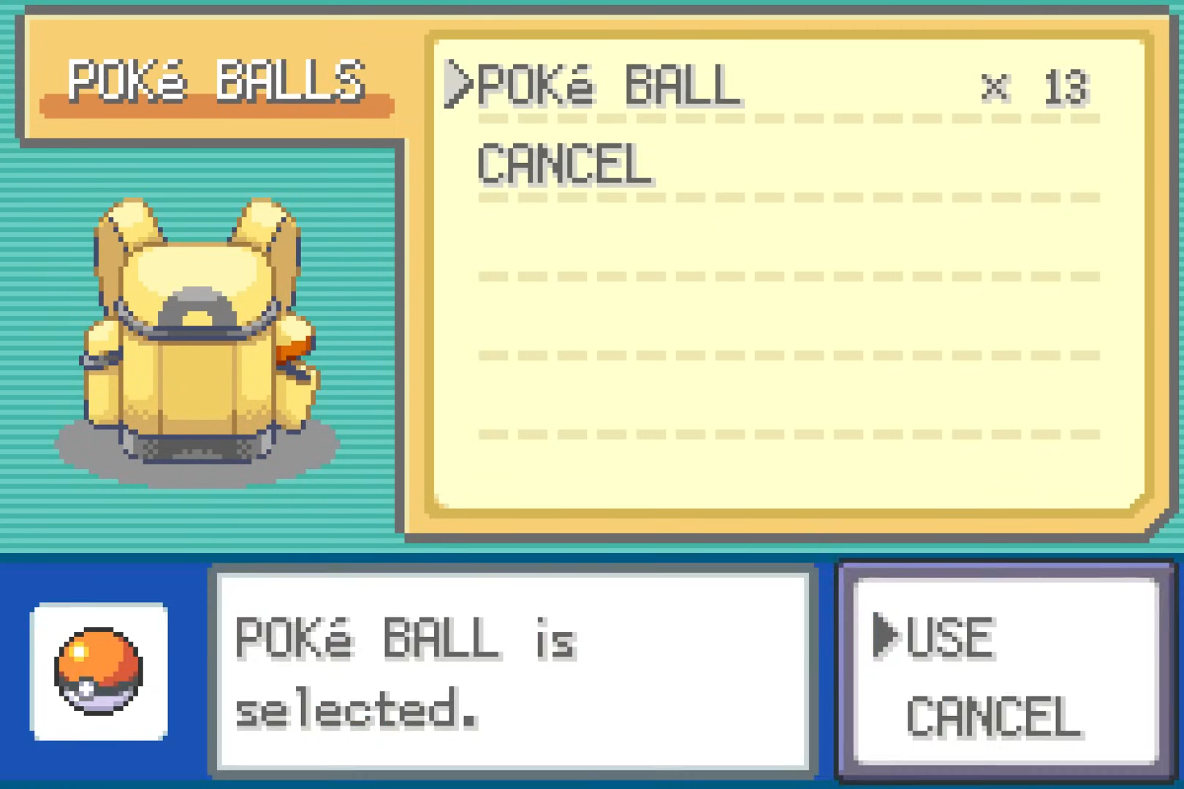 POKé BALLS
POKé BALL × 13
CANCEL
POKé BALL is
selected.
USE
CANCEL